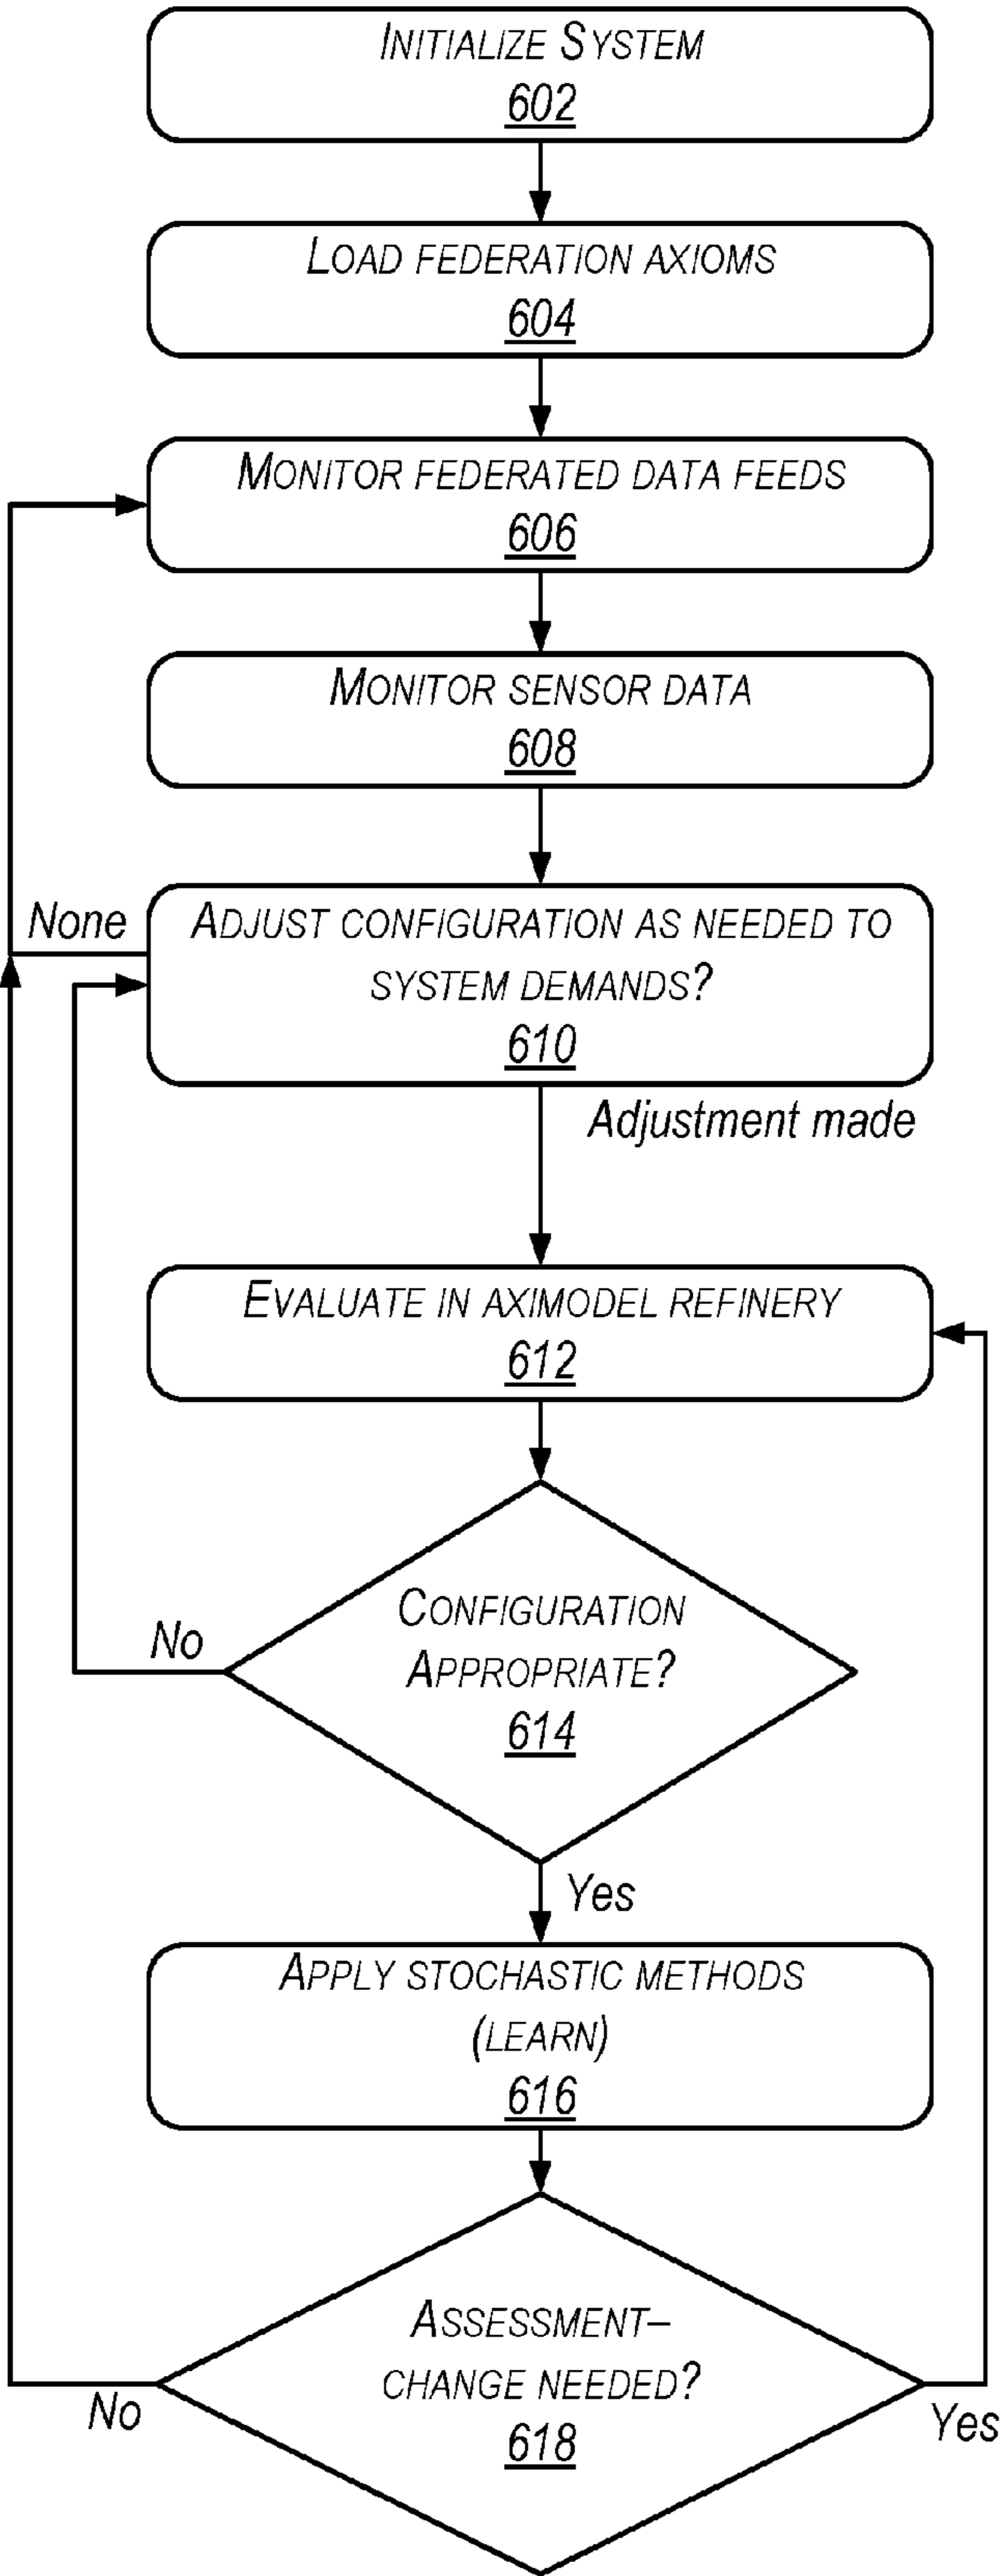 INITIALIZE SYSTEM
602
LOAD FEDERATION AXIOMS
604
MONITOR FEDERATED DATA FEEDS
606
MONITOR SENSOR DATA
608
None
ADJUST CONFIGURATION AS NEEDED TO
SYSTEM DEMANDS?
610
Adjustment made
EVALUATE IN AXIMODEL REFINERY
612
CONFIGURATION
APPROPRIATE?
614
No
Yes
APPLY STOCHASTIC METHODS
(LEARN)
616
ASSESSMENT–
CHANGE NEEDED?
618
No
Yes